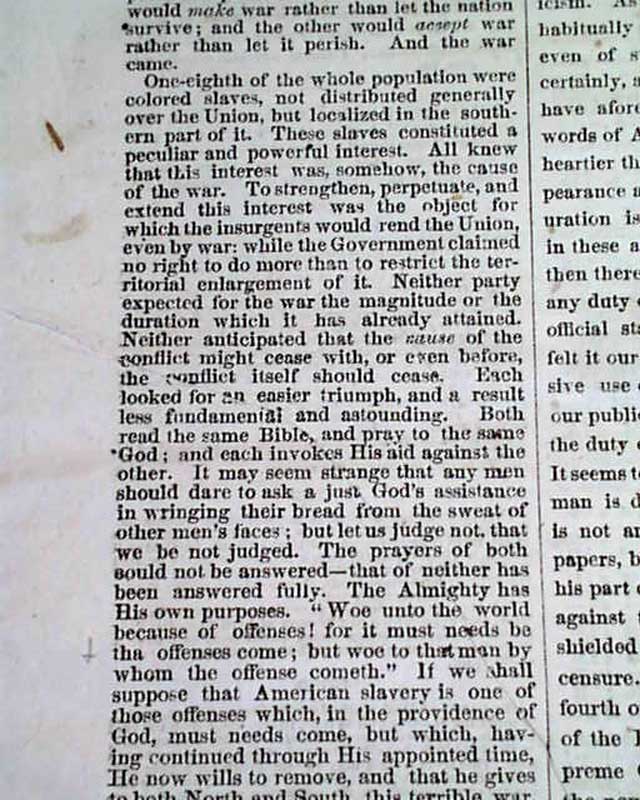 would make war rather than let the nation
survive; and the other would accept war
rather than let it perish. And the war
came.
One-eighth of the whole population were
colored slaves, not distributed generally
over the Union, but localized in the south-
ern part of it. These slaves constituted a
peculiar and powerful interest. All knew
that this interest was, somehow, the cause
of the war. To strengthen, perpetuate, and
extend this interest was the object for
which the insurgents would rend the Union,
even by war: while the Government claimed
no right to do more than to restrict the ter-
ritorial enlargement of it. Neither party
expected for the war the magnitude or the
duration which it has already attained.
Neither anticipated that the cause of the
conflict might cease with, or even before,
the conflict itself should cease. Each
looked for an easier triumph, and a result
less fundamental and astounding. Both
read the same Bible, and pray to the same
God; and each invokes His aid against the
other. It may seem strange that any men
should dare to ask a just God's assistance
in wringing their bread from the sweat of
other men's faces; but let us judge not, that
we be not judged. The prayers of both
sould not be answered—that of neither has
been answered fully. The Almighty has
His own purposes. "Woe unto the world
because of offenses! for it must needs be
tha offenses come; but woe to that man by
whom the offense cometh." If we shall
suppose that American slavery is one of
those offenses which, in the providence of
God, must needs come, but which, hav-
ing continued through His appointed time,
He now wills to remove, and that he gives
to both North and South, this terrible war
icism. As
habitually
even of s
certainly, a
have afor
words of A
heartier th
pearance a
uration is
in these a
then there
any duty
official sta
felt it our
sive use
our public
the duty
It seems to
man is d
is not an
papers, b
his part
against
shielded
censure.
fourth o
of the
preme